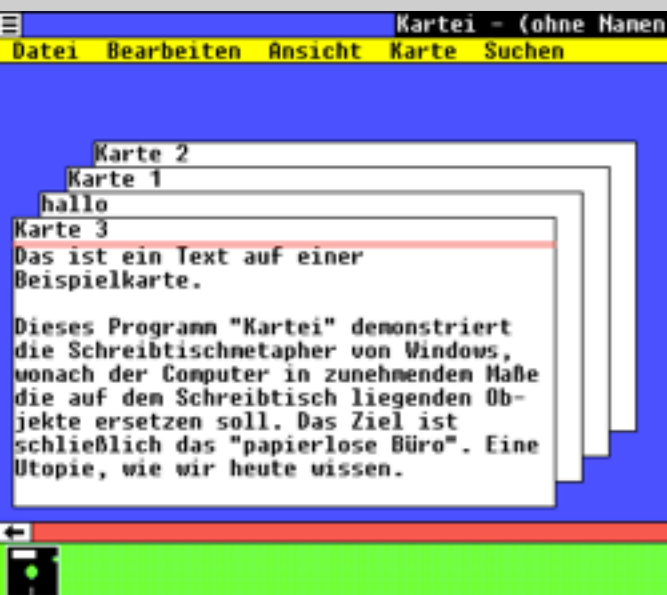 Kartei - (ohne Namen
Datei Bearbeiten Ansicht Karte Suchen
Karte 2
Karte 1
hallo
Karte 3
Das ist ein Text auf einer
Beispielkarte.
Dieses Programm "Kartei" demonstriert
die Schreibtischmetapher von Windows,
wonach der Computer in zunehmendem Maße
die auf dem Schreibtisch liegenden Ob-
jekte ersetzen soll. Das Ziel ist
schließlich das "papierlose Büro". Eine
Utopie, wie wir heute wissen.